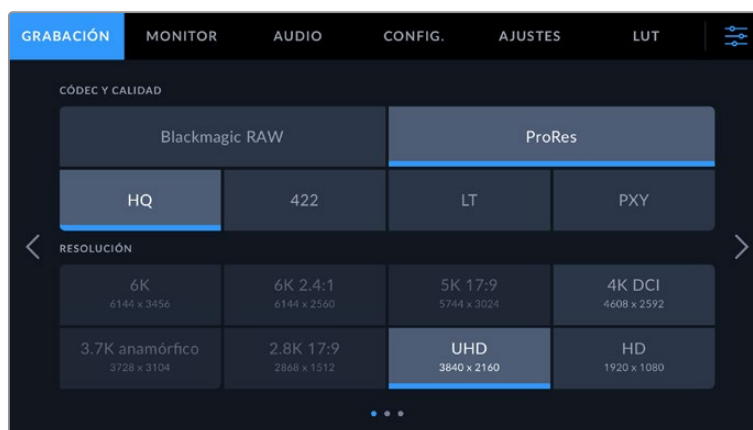 GRABACIÓN MONITOR AUDIO CONFIG. AJUSTES LUT
CÓDEC Y CALIDAD
Blackmagic RAW ProRes
HQ 422 LT PXY
RESOLUCIÓN
6K 6K 2.4:1 5K 17:9 4K DCI
6144 x 3456 6144 x 2560 5744 x 3024 4608 x 2592
3.7K anamórfico 2.8K 17:9 UHD HD
3728 x 3104 2868 x 1512 3840 x 2160 1920 x 1080